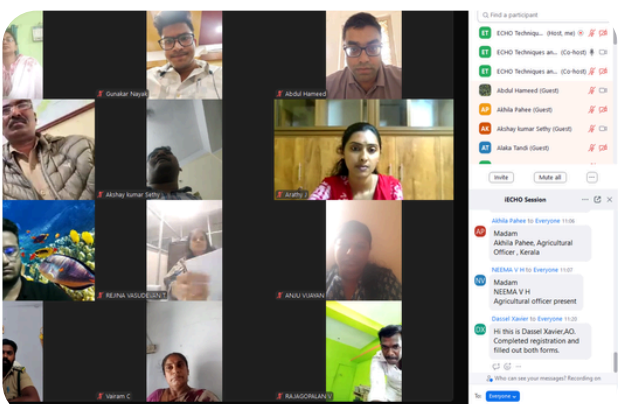 Gunakar Nayak
Abdul Hameed
Akshay kumar Sethy
Arathy J
REJINA VASUDEVAN T
ANJU VIJAYAN
Vairam C
RAJAGOPALAN V
Find a participant
ET ECHO Techniqu... (Host, me)
ET ECHO Techniques an... (Co-host)
ET ECHO Techniques an... (Co-host)
Abdul Hameed (Guest)
AP Akhila Pahee (Guest)
AK Akshay kumar Sethy (Guest)
AT Alaka Tandi (Guest)
Invite
Mute all
iECHO Session
Akhila Pahee to Everyone 11:06
AP
Madam
Akhila Pahee, Agricultural
Officer , Kerala
NEEMA V H to Everyone 11:07
NV
Madam
NEEMA V H
Agricultural officer present
Dassel Xavier to Everyone 11:20
DX
Hi this is Dassel Xavier,AO.
Completed registration and
filled out both forms.
Who can see your messages? Recording on
To: Everyone